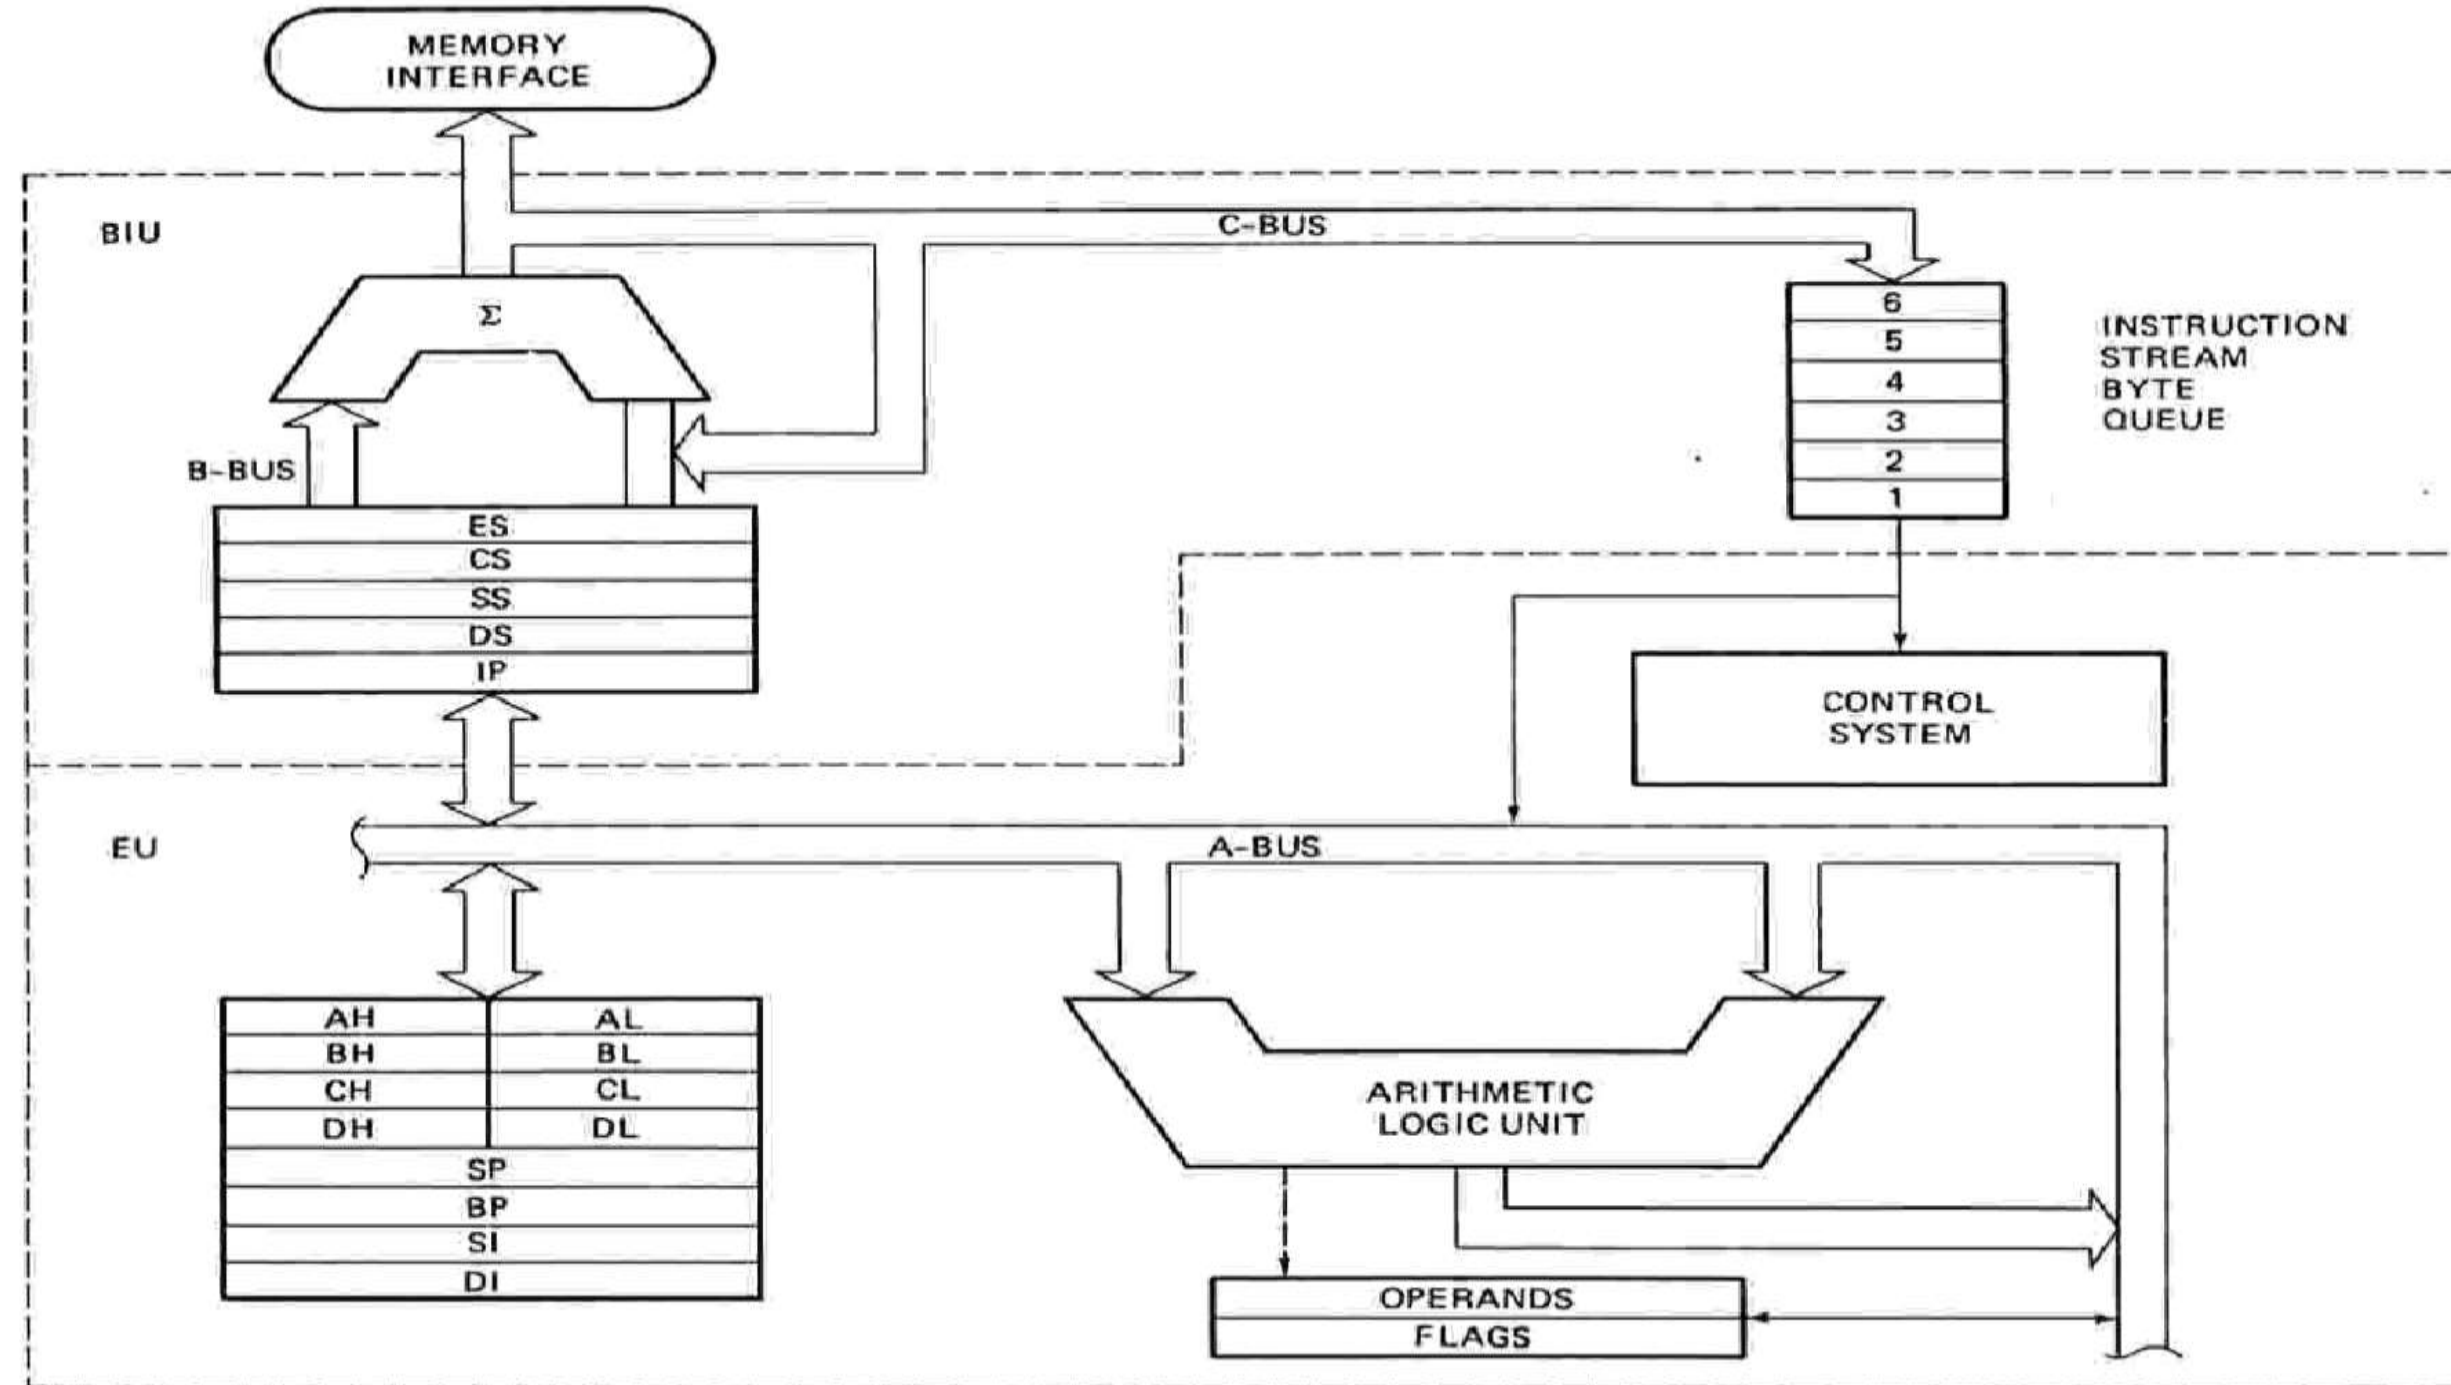 MEMORY
INTERFACE
BIU
C-BUS
Σ
B-BUS
6
5
4
3
2
1
INSTRUCTION
STREAM
BYTE
QUEUE
ES
CS
SS
DS
IP
CONTROL
SYSTEM
EU
A-BUS
AH AL
BH BL
CH CL
DH DL
SP
BP
SI
DI
ARITHMETIC
LOGIC UNIT
OPERANDS
FLAGS